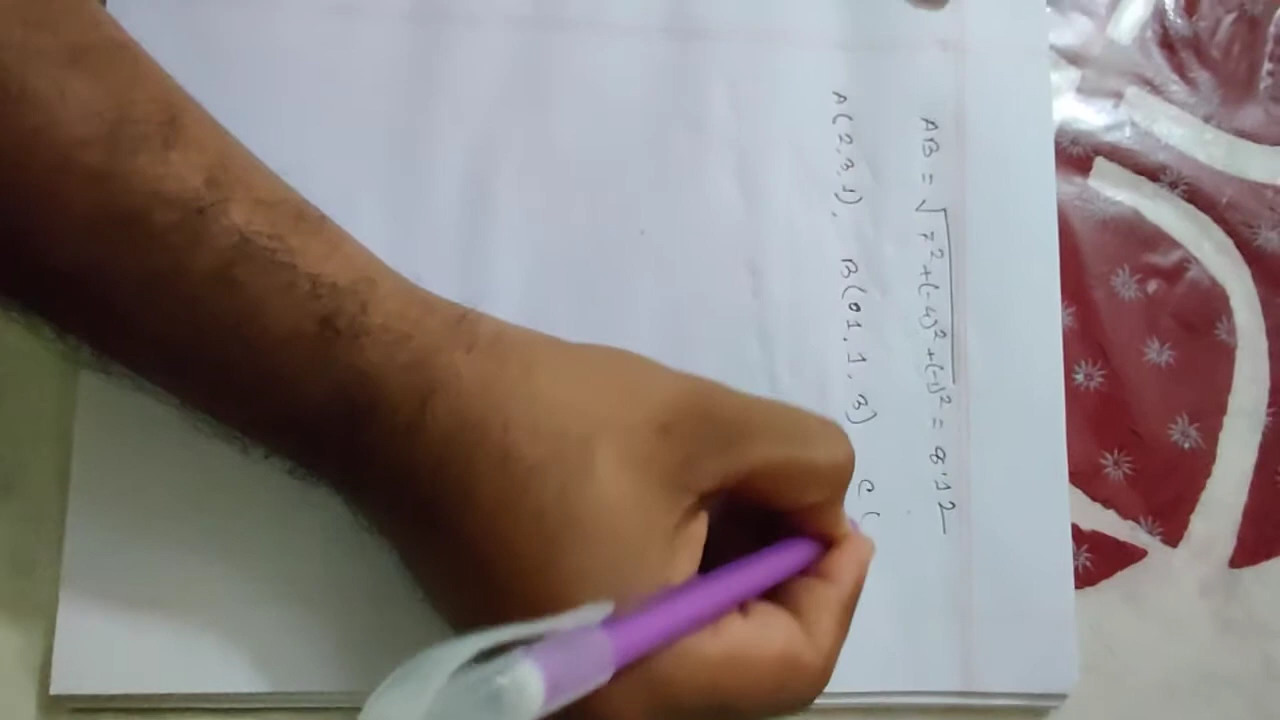 AB = √7²+(-4)²+(-1)² = 8.12
A(2,3,1), B(01,1,3) C(